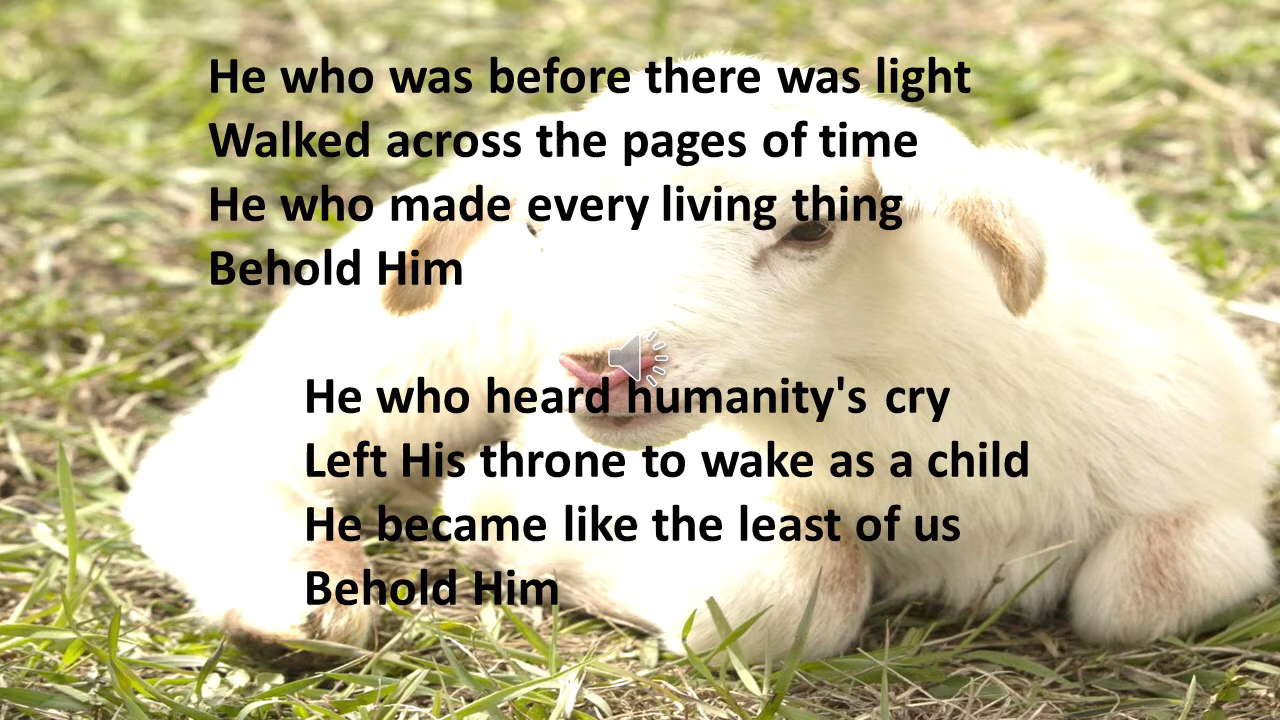 He who was before there was light
Walked across the pages of time
He who made every living thing
Behold Him
He who heard humanity's cry
Left His throne to wake as a child
He became like the least of us
Behold Him